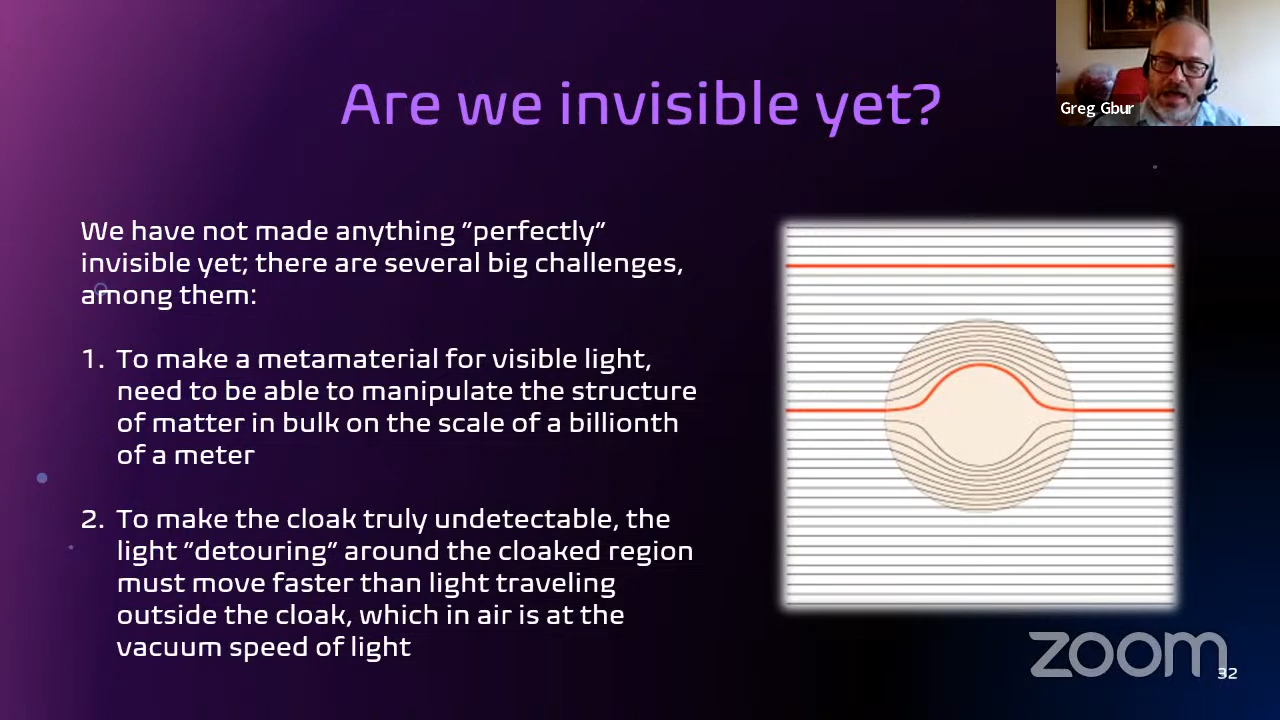 Are we invisible yet?
Greg Gbur
We have not made anything "perfectly"
invisible yet; there are several big challenges,
among them:
1. To make a metamaterial for visible light,
need to be able to manipulate the structure
of matter in bulk on the scale of a billionth
of a meter
2. To make the cloak truly undetectable, the
light "detouring" around the cloaked region
must move faster than light traveling
outside the cloak, which in air is at the
vacuum speed of light
zoom
32